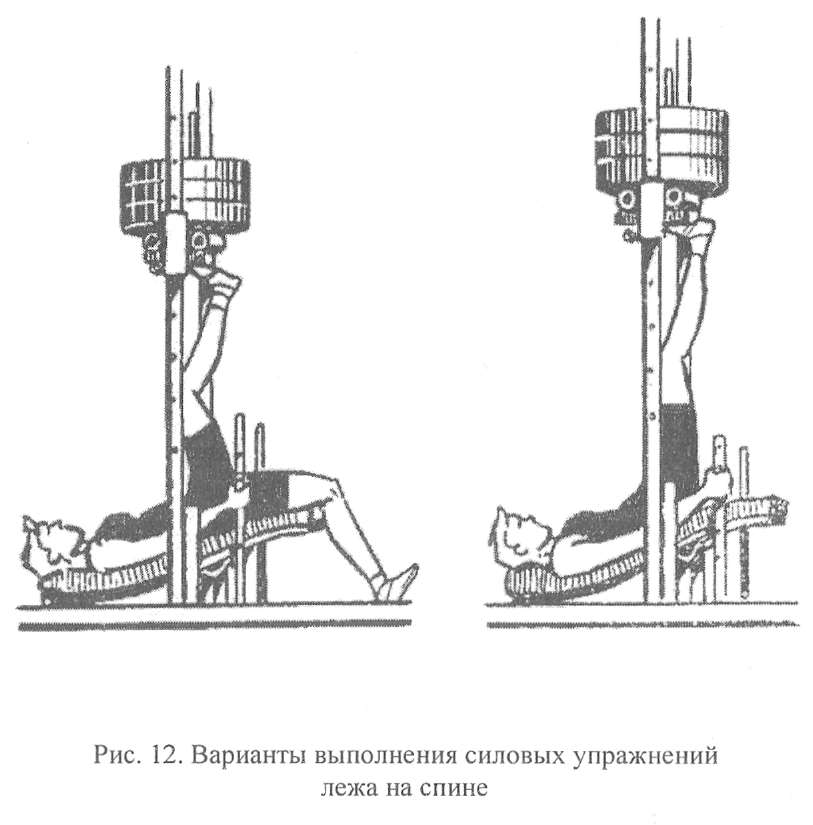 Рис. 12. Варианты выполнения силовых упражнений
лежа на спине